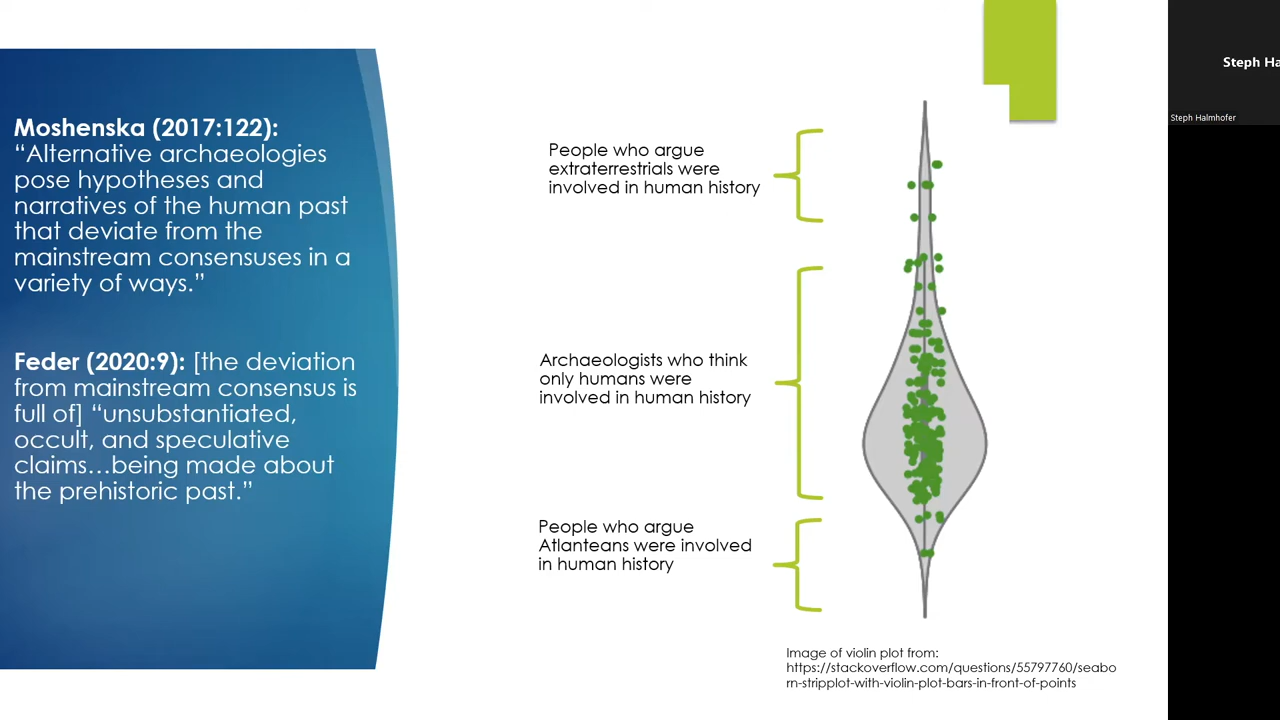 Moshenska (2017:122):
“Alternative archaeologies
pose hypotheses and
narratives of the human past
that deviate from the
mainstream consensuses in a
variety of ways.”
Feder (2020:9): [the deviation
from mainstream consensus is
full of] “unsubstantiated,
occult, and speculative
claims…being made about
the prehistoric past.”
People who argue
extraterrestrials were
involved in human history
Archaeologists who think
only humans were
involved in human history
People who argue
Atlanteans were involved
in human history
Image of violin plot from:
https://stackoverflow.com/questions/55797760/seabo
rn-stripplot-with-violin-plot-bars-in-front-of-points
Steph Ha
Steph Halmhofer